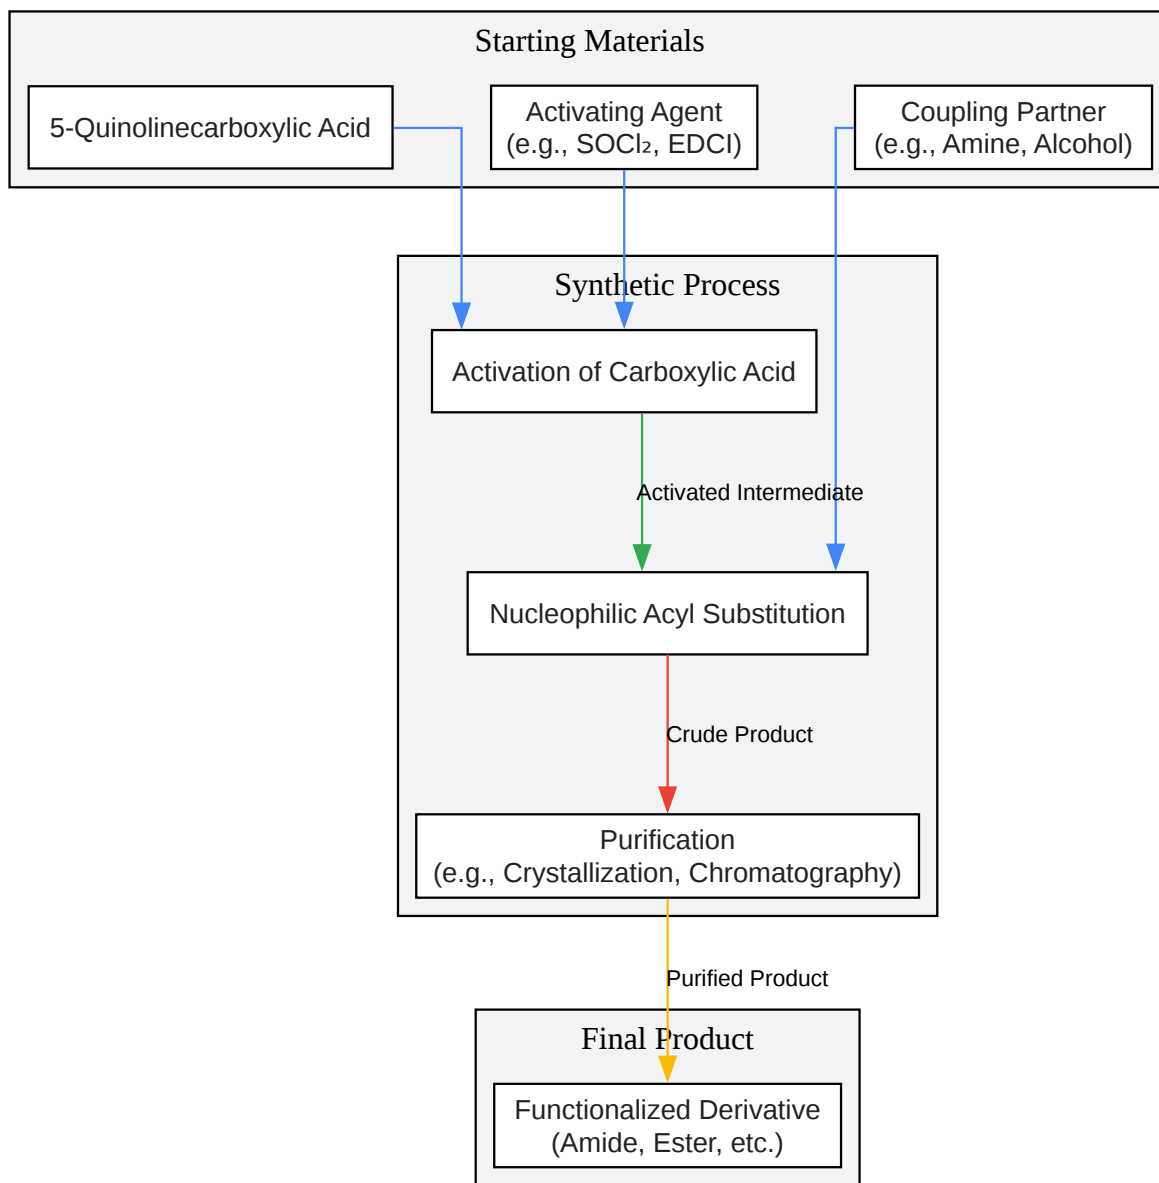 Starting Materials
5-Quinolinecarboxylic Acid
Activating Agent
(e.g., SOCl₂, EDCI)
Coupling Partner
(e.g., Amine, Alcohol)
Synthetic Process
Activation of Carboxylic Acid
Activated Intermediate
Nucleophilic Acyl Substitution
Crude Product
Purification
(e.g., Crystallization, Chromatography)
Purified Product
Final Product
Functionalized Derivative
(Amide, Ester, etc.)